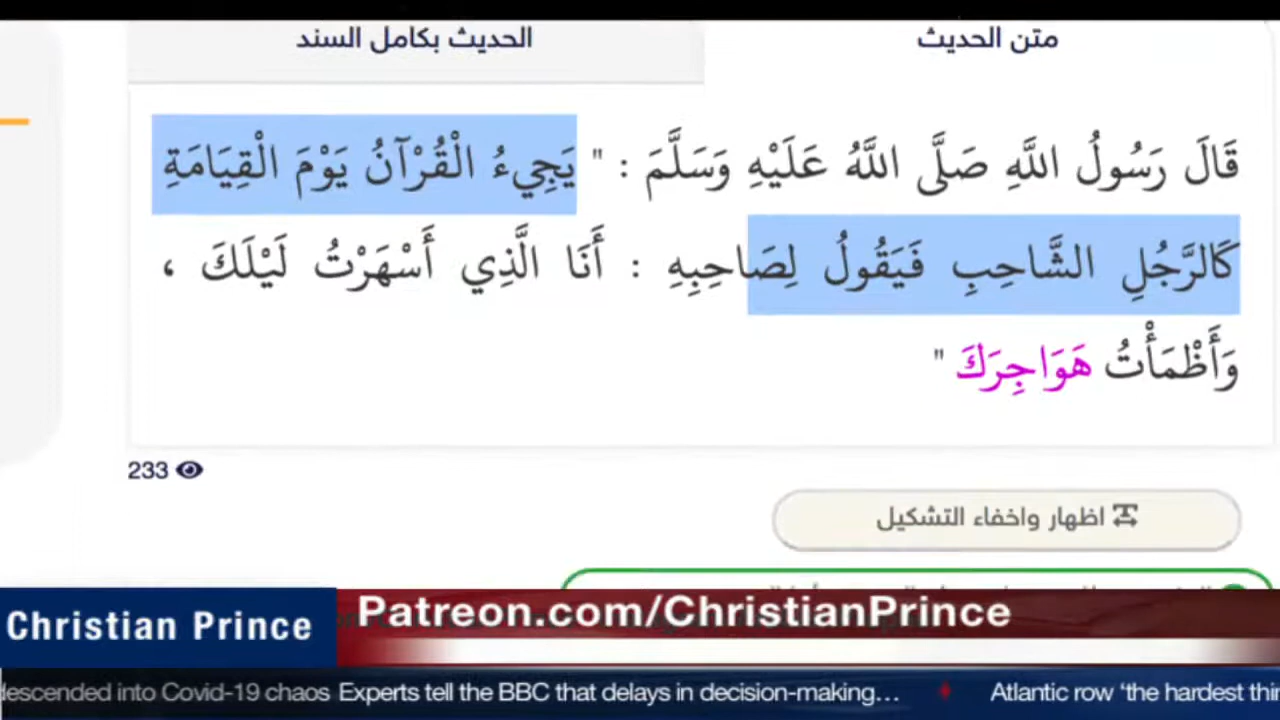 متن الحديث
الحديث بكامل السند
قَالَ رَسُولُ اللَّهِ صَلَّى اللَّهُ عَلَيْهِ وَسَلَّمَ : " يَجِيءُ الْقُرْآنُ يَوْمَ الْقِيَامَةِ
كَالرَّجُلِ الشَّاحِبِ فَيَقُولُ لِصَاحِبِهِ : أَنَا الَّذِي أَسْهَرْتُ لَيْلَكَ ،
وَأَظْمَأْتُ هَوَاجِرَكَ "
233
اظهار واخفاء التشكيل
Christian Prince
Patreon.com/ChristianPrince
descended into Covid-19 chaos Experts tell the BBC that delays in decision-making... Atlantic row 'the hardest